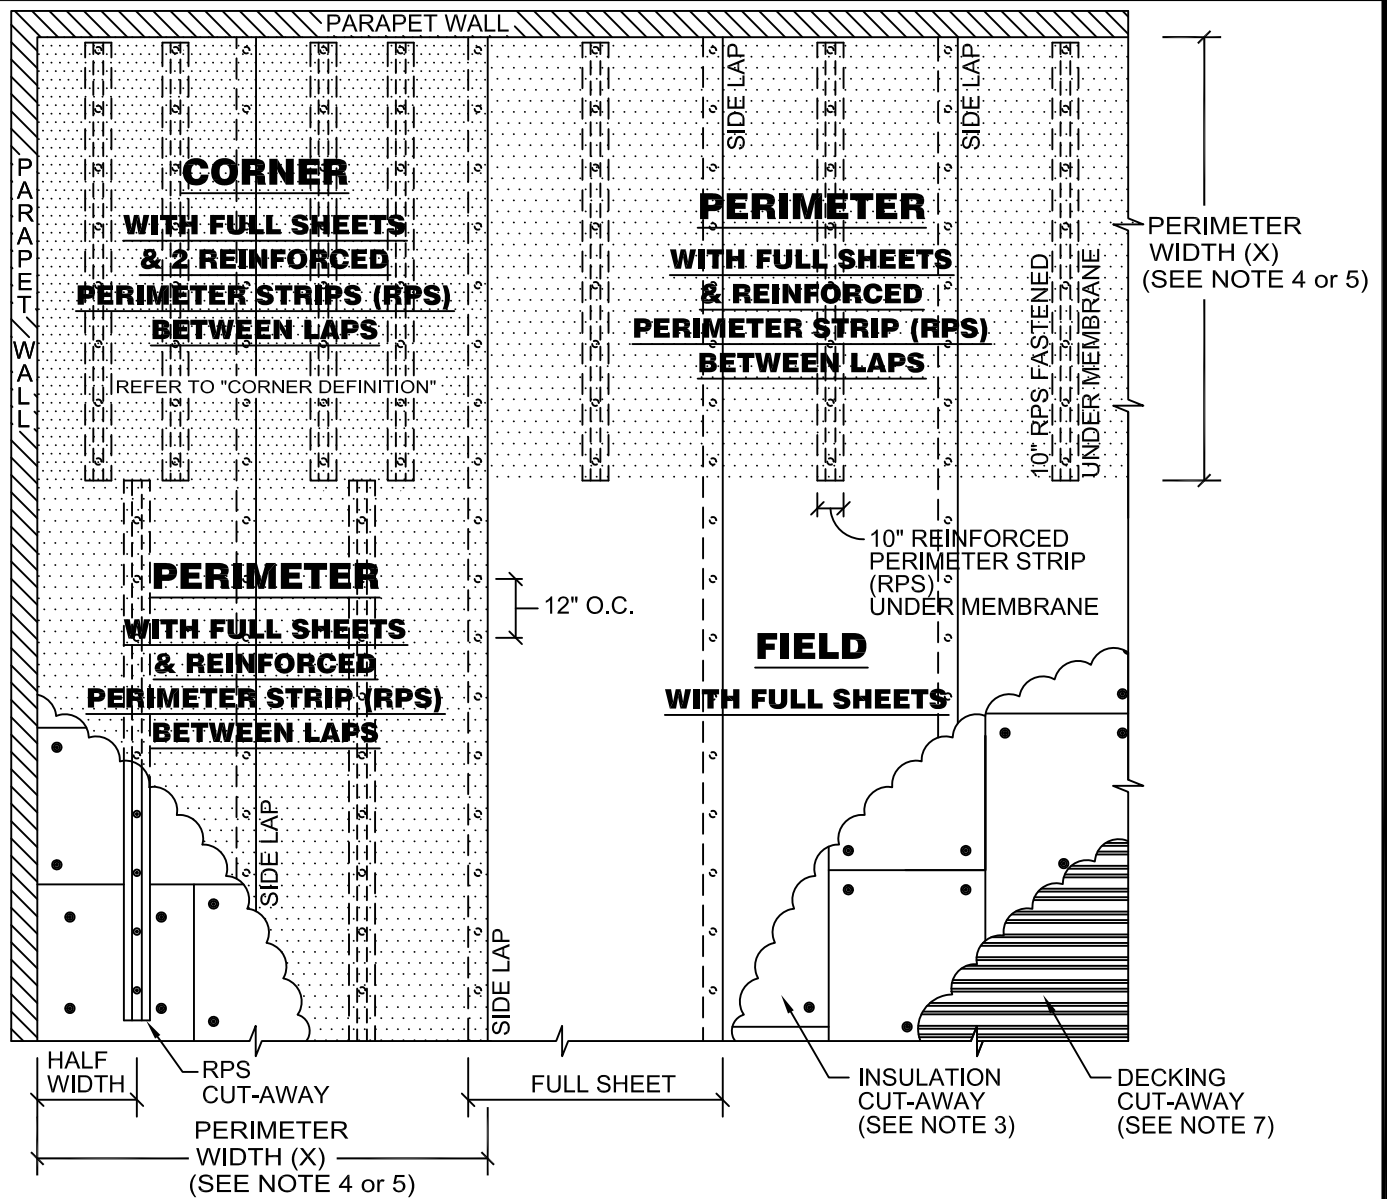 PARAPET WALL
PARAPET WALL
SIDE LAP
SIDE LAP
CORNER
WITH FULL SHEETS
& 2 REINFORCED
PERIMETER STRIPS (RPS)
BETWEEN LAPS
REFER TO "CORNER DEFINITION"
PERIMETER
WITH FULL SHEETS
& REINFORCED
PERIMETER STRIP (RPS)
BETWEEN LAPS
10" RPS FASTENED
UNDER MEMBRANE
PERIMETER
WIDTH (X)
(SEE NOTE 4 or 5)
10" REINFORCED
PERIMETER STRIP
(RPS)
UNDER MEMBRANE
PERIMETER
WITH FULL SHEETS
& REINFORCED
PERIMETER STRIP (RPS)
BETWEEN LAPS
12" O.C.
FIELD
WITH FULL SHEETS
SIDE LAP
SIDE LAP
HALF
WIDTH
RPS
CUT-AWAY
FULL SHEET
INSULATION
CUT-AWAY
(SEE NOTE 3)
DECKING
CUT-AWAY
(SEE NOTE 7)
PERIMETER
WIDTH (X)
(SEE NOTE 4 or 5)